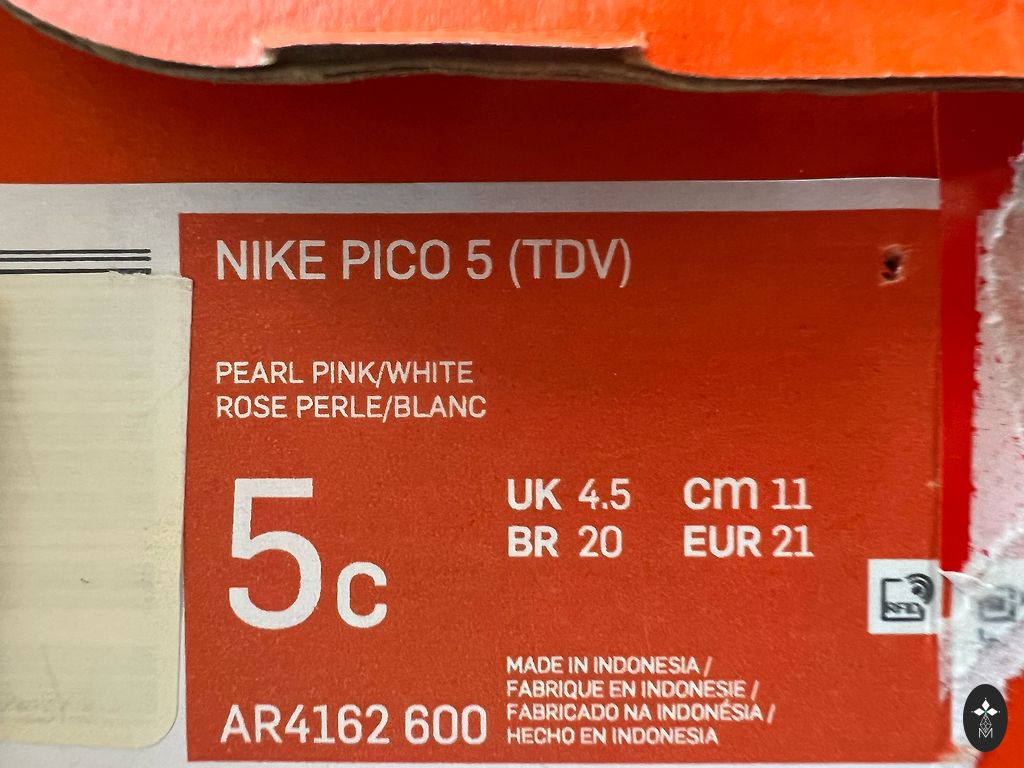 NIKE PICO 5 (TDV)
PEARL PINK/WHITE
ROSE PERLE/BLANC
5c
UK 4.5 cm 11
BR 20 EUR 21
RFID
AR4162 600
MADE IN INDONESIA /
FABRIQUE EN INDONESIE /
FABRICADO NA INDONÉSIA /
HECHO EN INDONESIA
M